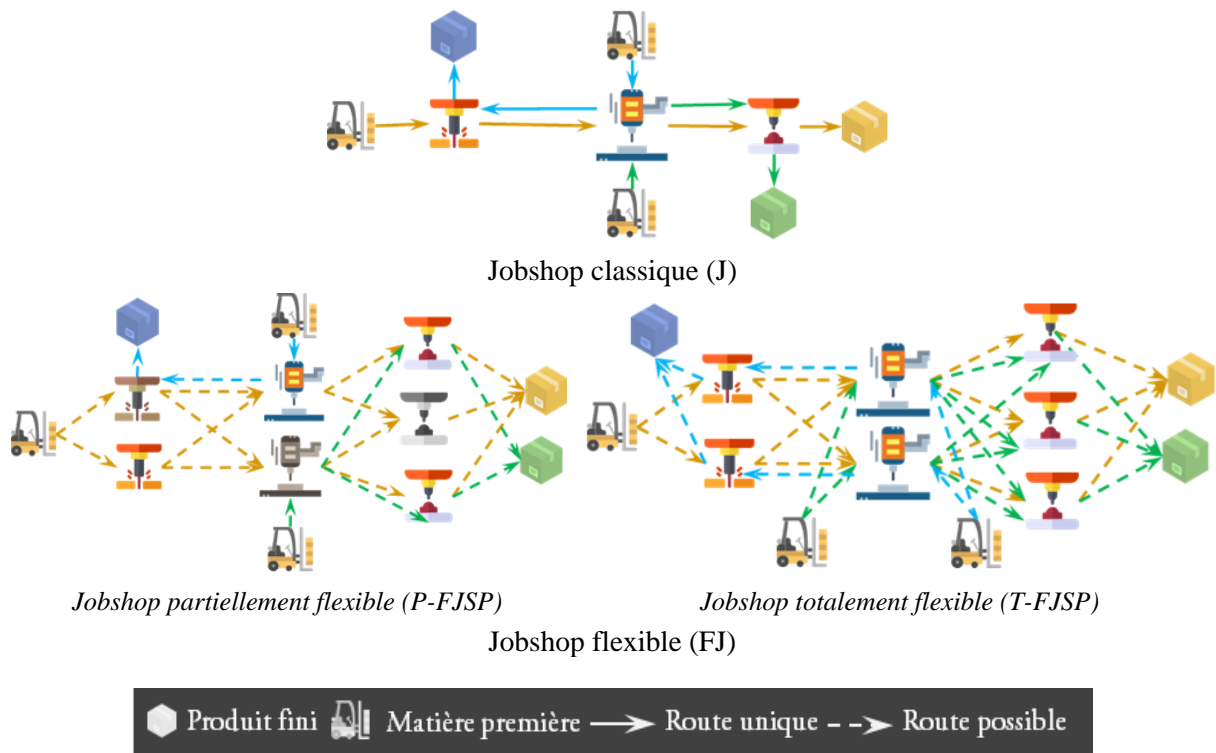 Jobshop classique (J)
Jobshop partiellement flexible (P-FJSP)
Jobshop totalement flexible (T-FJSP)
Jobshop flexible (FJ)
Produit fini Matière première Route unique Route possible